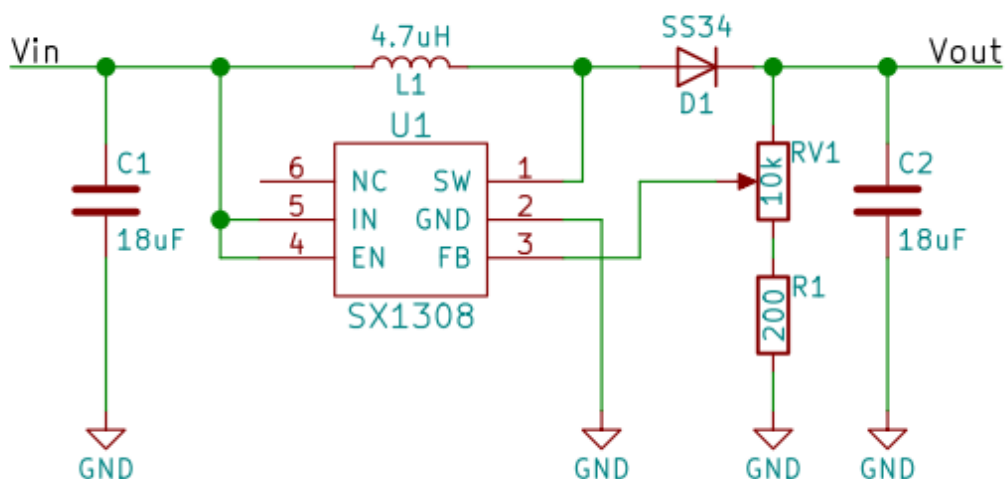 Vin
4.7uH
L1
SS34
D1
Vout
U1
C1
18uF
6 NC SW 1
5 IN GND 2
4 EN FB 3
SX1308
RV1
10k
C2
18uF
R1
200
GND
GND
GND
GND